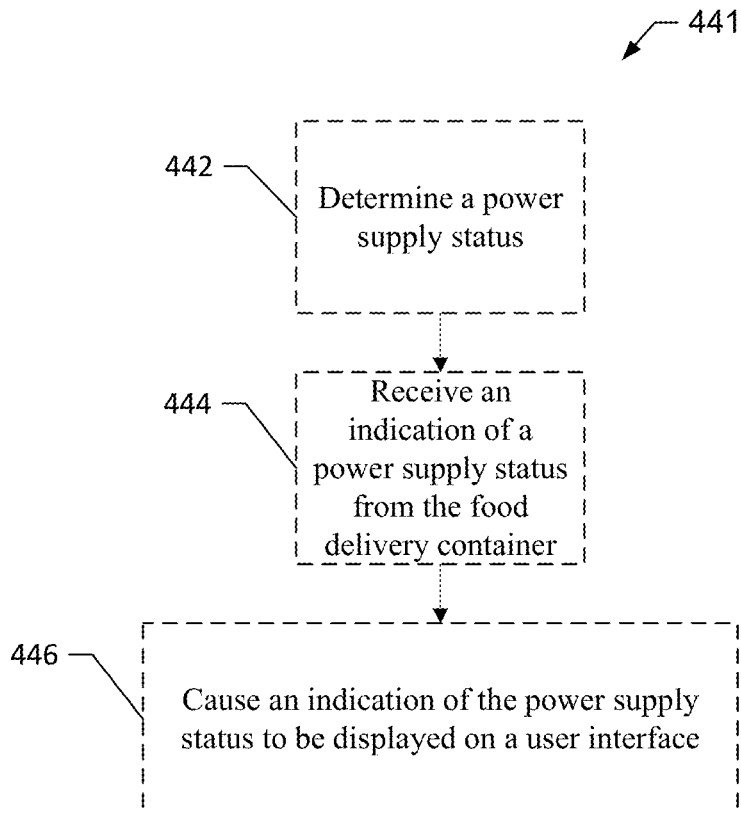 441
442
Determine a power
supply status
444
Receive an
indication of a
power supply status
from the food
delivery container
446
Cause an indication of the power supply
status to be displayed on a user interface